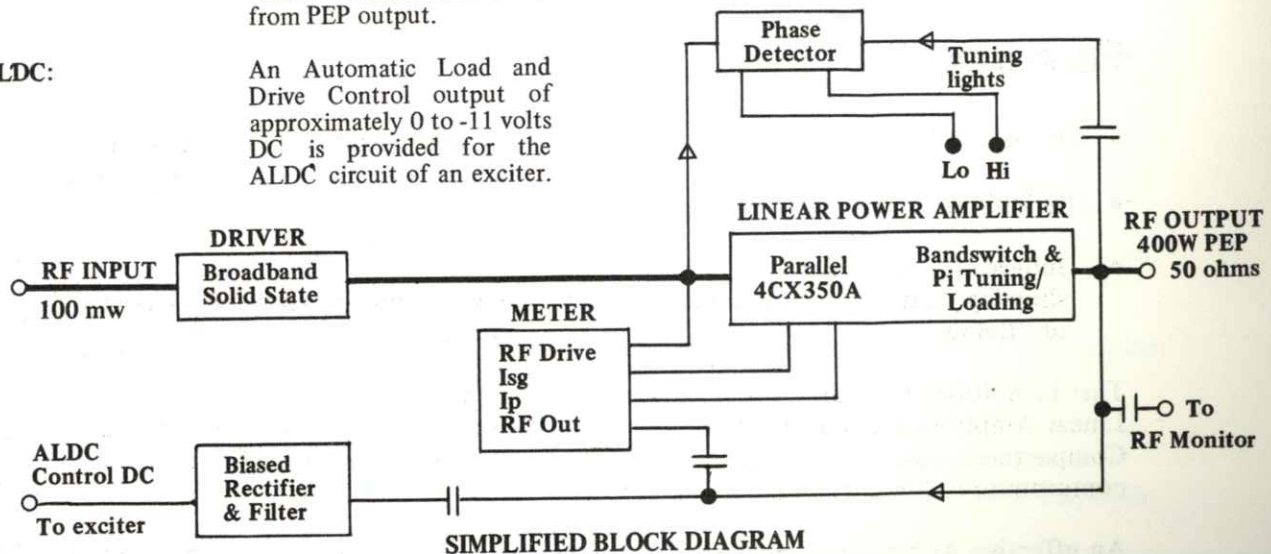 from PEP output.
LDC:
An Automatic Load and
Drive Control output of
approximately 0 to -11 volts
DC is provided for the
ALDC circuit of an exciter.
Phase
Detector
Tuning
lights
Lo Hi
LINEAR POWER AMPLIFIER
Parallel
4CX350A
Bandswitch &
Pi Tuning/
Loading
RF OUTPUT
400W PEP
50 ohms
DRIVER
RF INPUT
100 mw
Broadband
Solid State
METER
RF Drive
Isg
Ip
RF Out
To
RF Monitor
ALDC
Control DC
To exciter
Biased
Rectifier
& Filter
SIMPLIFIED BLOCK DIAGRAM